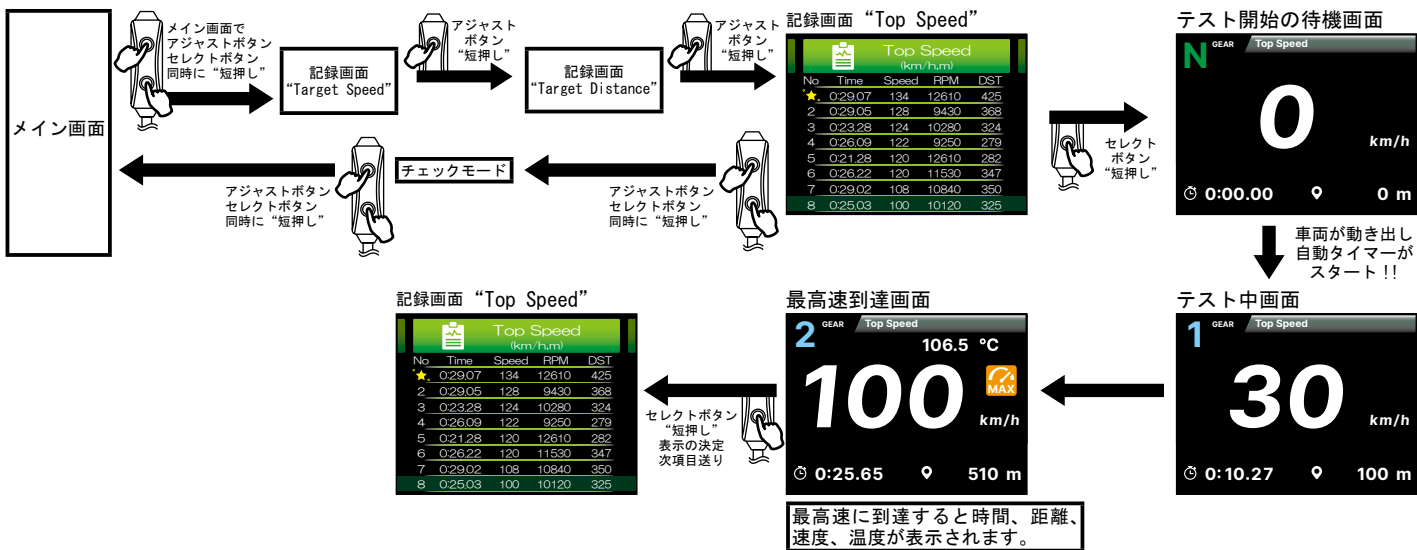 メイン画面
メイン画面で
アジャストボタン
セレクトボタン
同時に“短押し”
記録画面
“Target Speed”
アジャスト
ボタン
“短押し”
記録画面
“Target Distance”
アジャスト
ボタン
“短押し”
記録画面“Top Speed”
Top Speed
(km/h,m)
No Time Speed RPM DST
0:29.07 134 12610 425
2 0:29.05 128 9430 368
3 0:23.28 124 10280 324
4 0:26.09 122 9250 279
5 0:21.28 120 12610 282
6 0:26.22 120 11530 347
7 0:29.02 108 10840 350
8 0:25.03 100 10120 325
セレクト
ボタン
“短押し”
テスト開始の待機画面
N GEAR Top Speed
0
km/h
0:00.00 0 m
アジャストボタン
セレクトボタン
同時に“短押し”
チェックモード
アジャストボタン
セレクトボタン
同時に“短押し”
車両が動き出し
自動タイマーが
スタート!!
テスト中画面
1 GEAR Top Speed
30
km/h
0:10.27 100 m
最高速到達画面
2 GEAR Top Speed
106.5 °C
100
MAX
km/h
0:25.65 510 m
最高速に到達すると時間、距離、
速度、温度が表示されます。
セレクトボタン
“短押し”
表示の決定
次項目送り
記録画面“Top Speed”
Top Speed
(km/h,m)
No Time Speed RPM DST
0:29.07 134 12610 425
2 0:29.05 128 9430 368
3 0:23.28 124 10280 324
4 0:26.09 122 9250 279
5 0:21.28 120 12610 282
6 0:26.22 120 11530 347
7 0:29.02 108 10840 350
8 0:25.03 100 10120 325